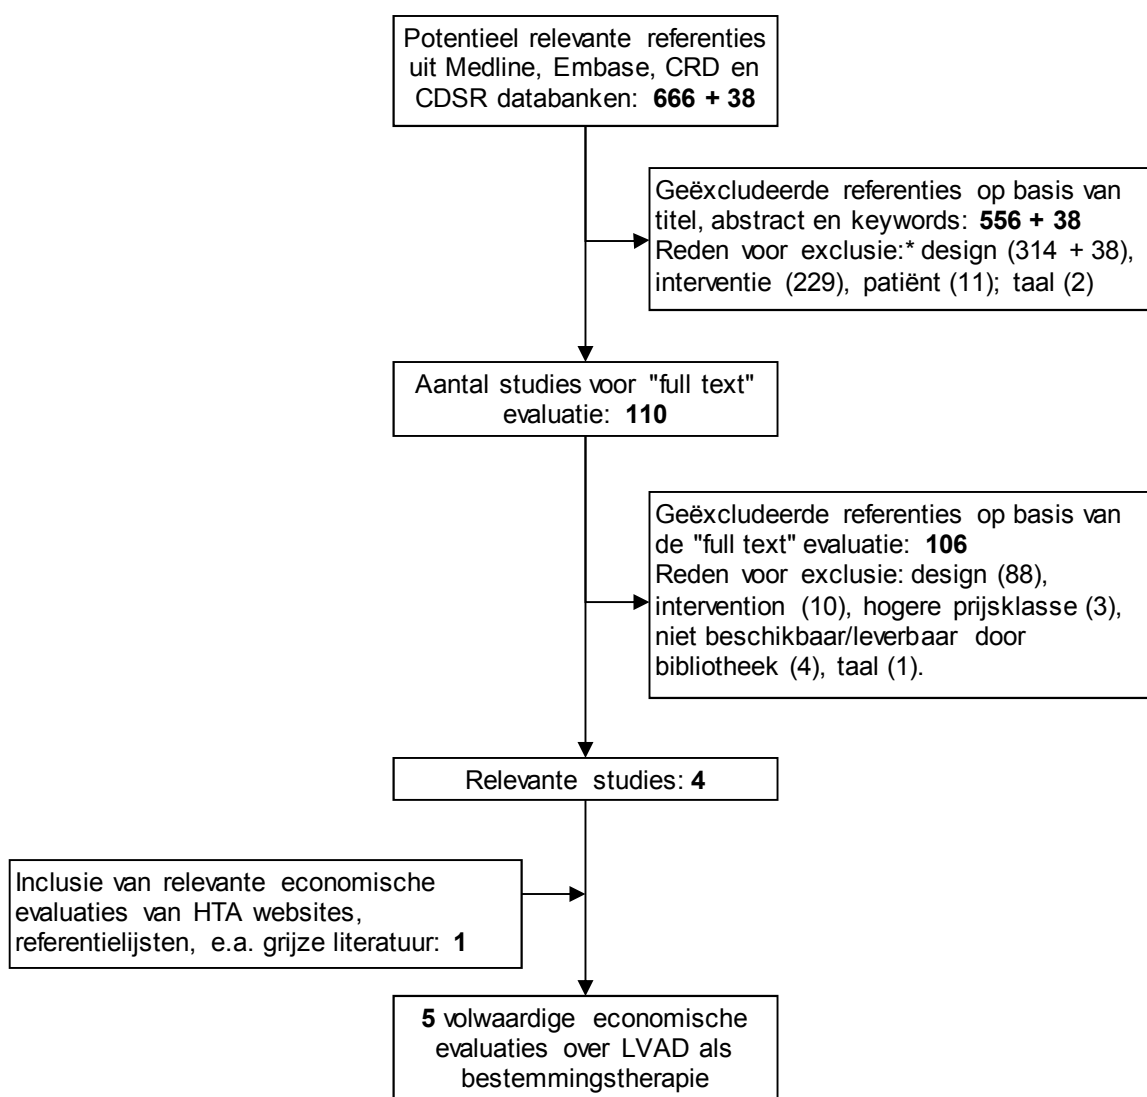 Potentieel relevante referenties
uit Medline, Embase, CRD en
CDSR databanken: 666 + 38
Geëxcludeerde referenties op basis van
titel, abstract en keywords: 556 + 38
Reden voor exclusie:* design (314 + 38),
interventie (229), patiënt (11); taal (2)
Aantal studies voor "full text"
evaluatie: 110
Geëxcludeerde referenties op basis van
de "full text" evaluatie: 106
Reden voor exclusie: design (88),
intervention (10), hogere prijsklasse (3),
niet beschikbaar/leverbaar door
bibliotheek (4), taal (1).
Relevante studies: 4
Inclusie van relevante economische
evaluaties van HTA websites,
referentielijsten, e.a. grijze literatuur: 1
5 volwaardige economische
evaluaties over LVAD als
bestemmingstherapie